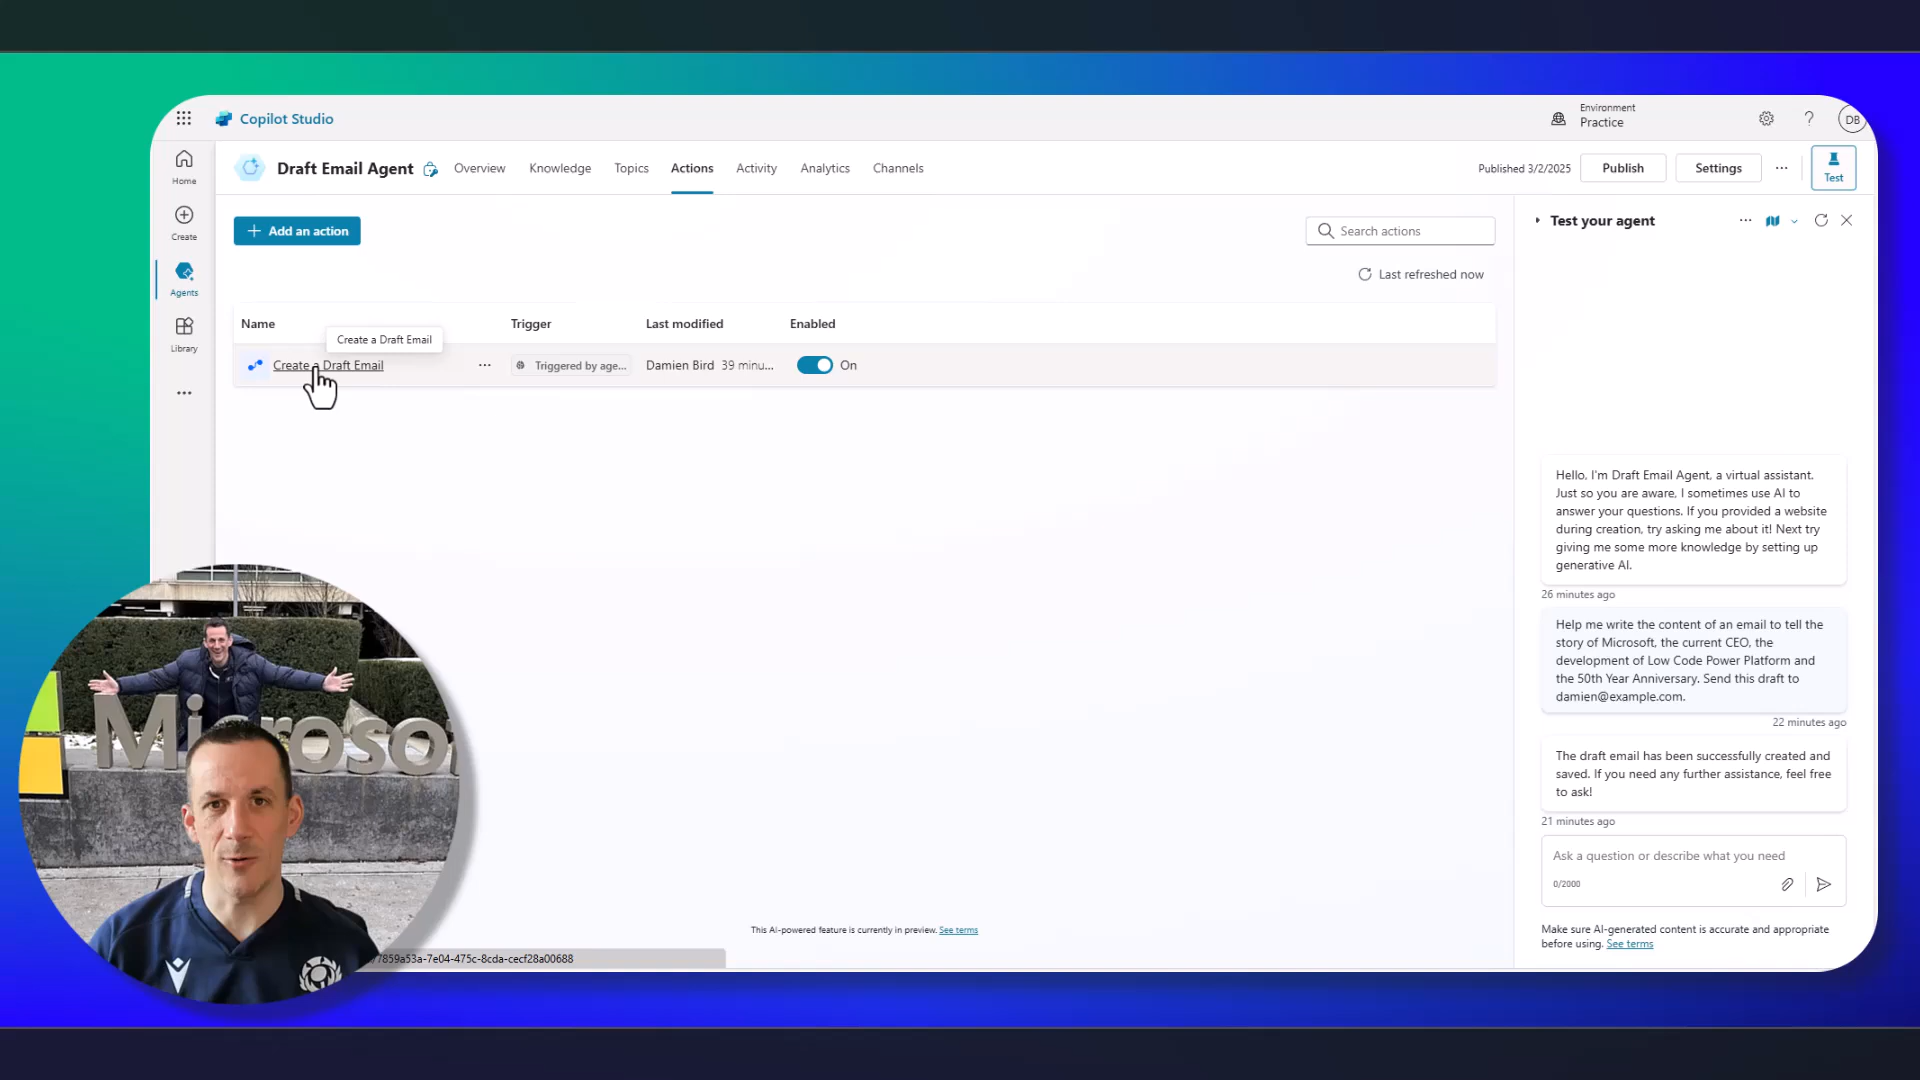 Copilot Studio
Environment
Practice
DB
Draft Email Agent
Overview
Knowledge
Topics
Actions
Activity
Analytics
Channels
Published 3/2/2025
Publish
Settings
Test
Home
Create
Agents
Library
Add an action
Search actions
Last refreshed now
Name
Trigger
Last modified
Enabled
Create a Draft Email
Create a Draft Email
Triggered by age...
Damien Bird 39 minu...
On
Test your agent
Hello, I'm Draft Email Agent, a virtual assistant.
Just so you are aware, I sometimes use AI to
answer your questions. If you provided a website
during creation, try asking me about it! Next try
giving me some more knowledge by setting up
generative AI.
26 minutes ago
Help me write the content of an email to tell the
story of Microsoft, the current CEO, the
development of Low Code Power Platform and
the 50th Year Anniversary. Send this draft to
damien@example.com.
22 minutes ago
The draft email has been successfully created and
saved. If you need any further assistance, feel free
to ask!
21 minutes ago
Ask a question or describe what you need
0/2000
Make sure AI-generated content is accurate and appropriate
before using. See terms
This AI-powered feature is currently in preview. See terms
7859a53a-7e04-475c-8cda-cecf28a00688
Microso